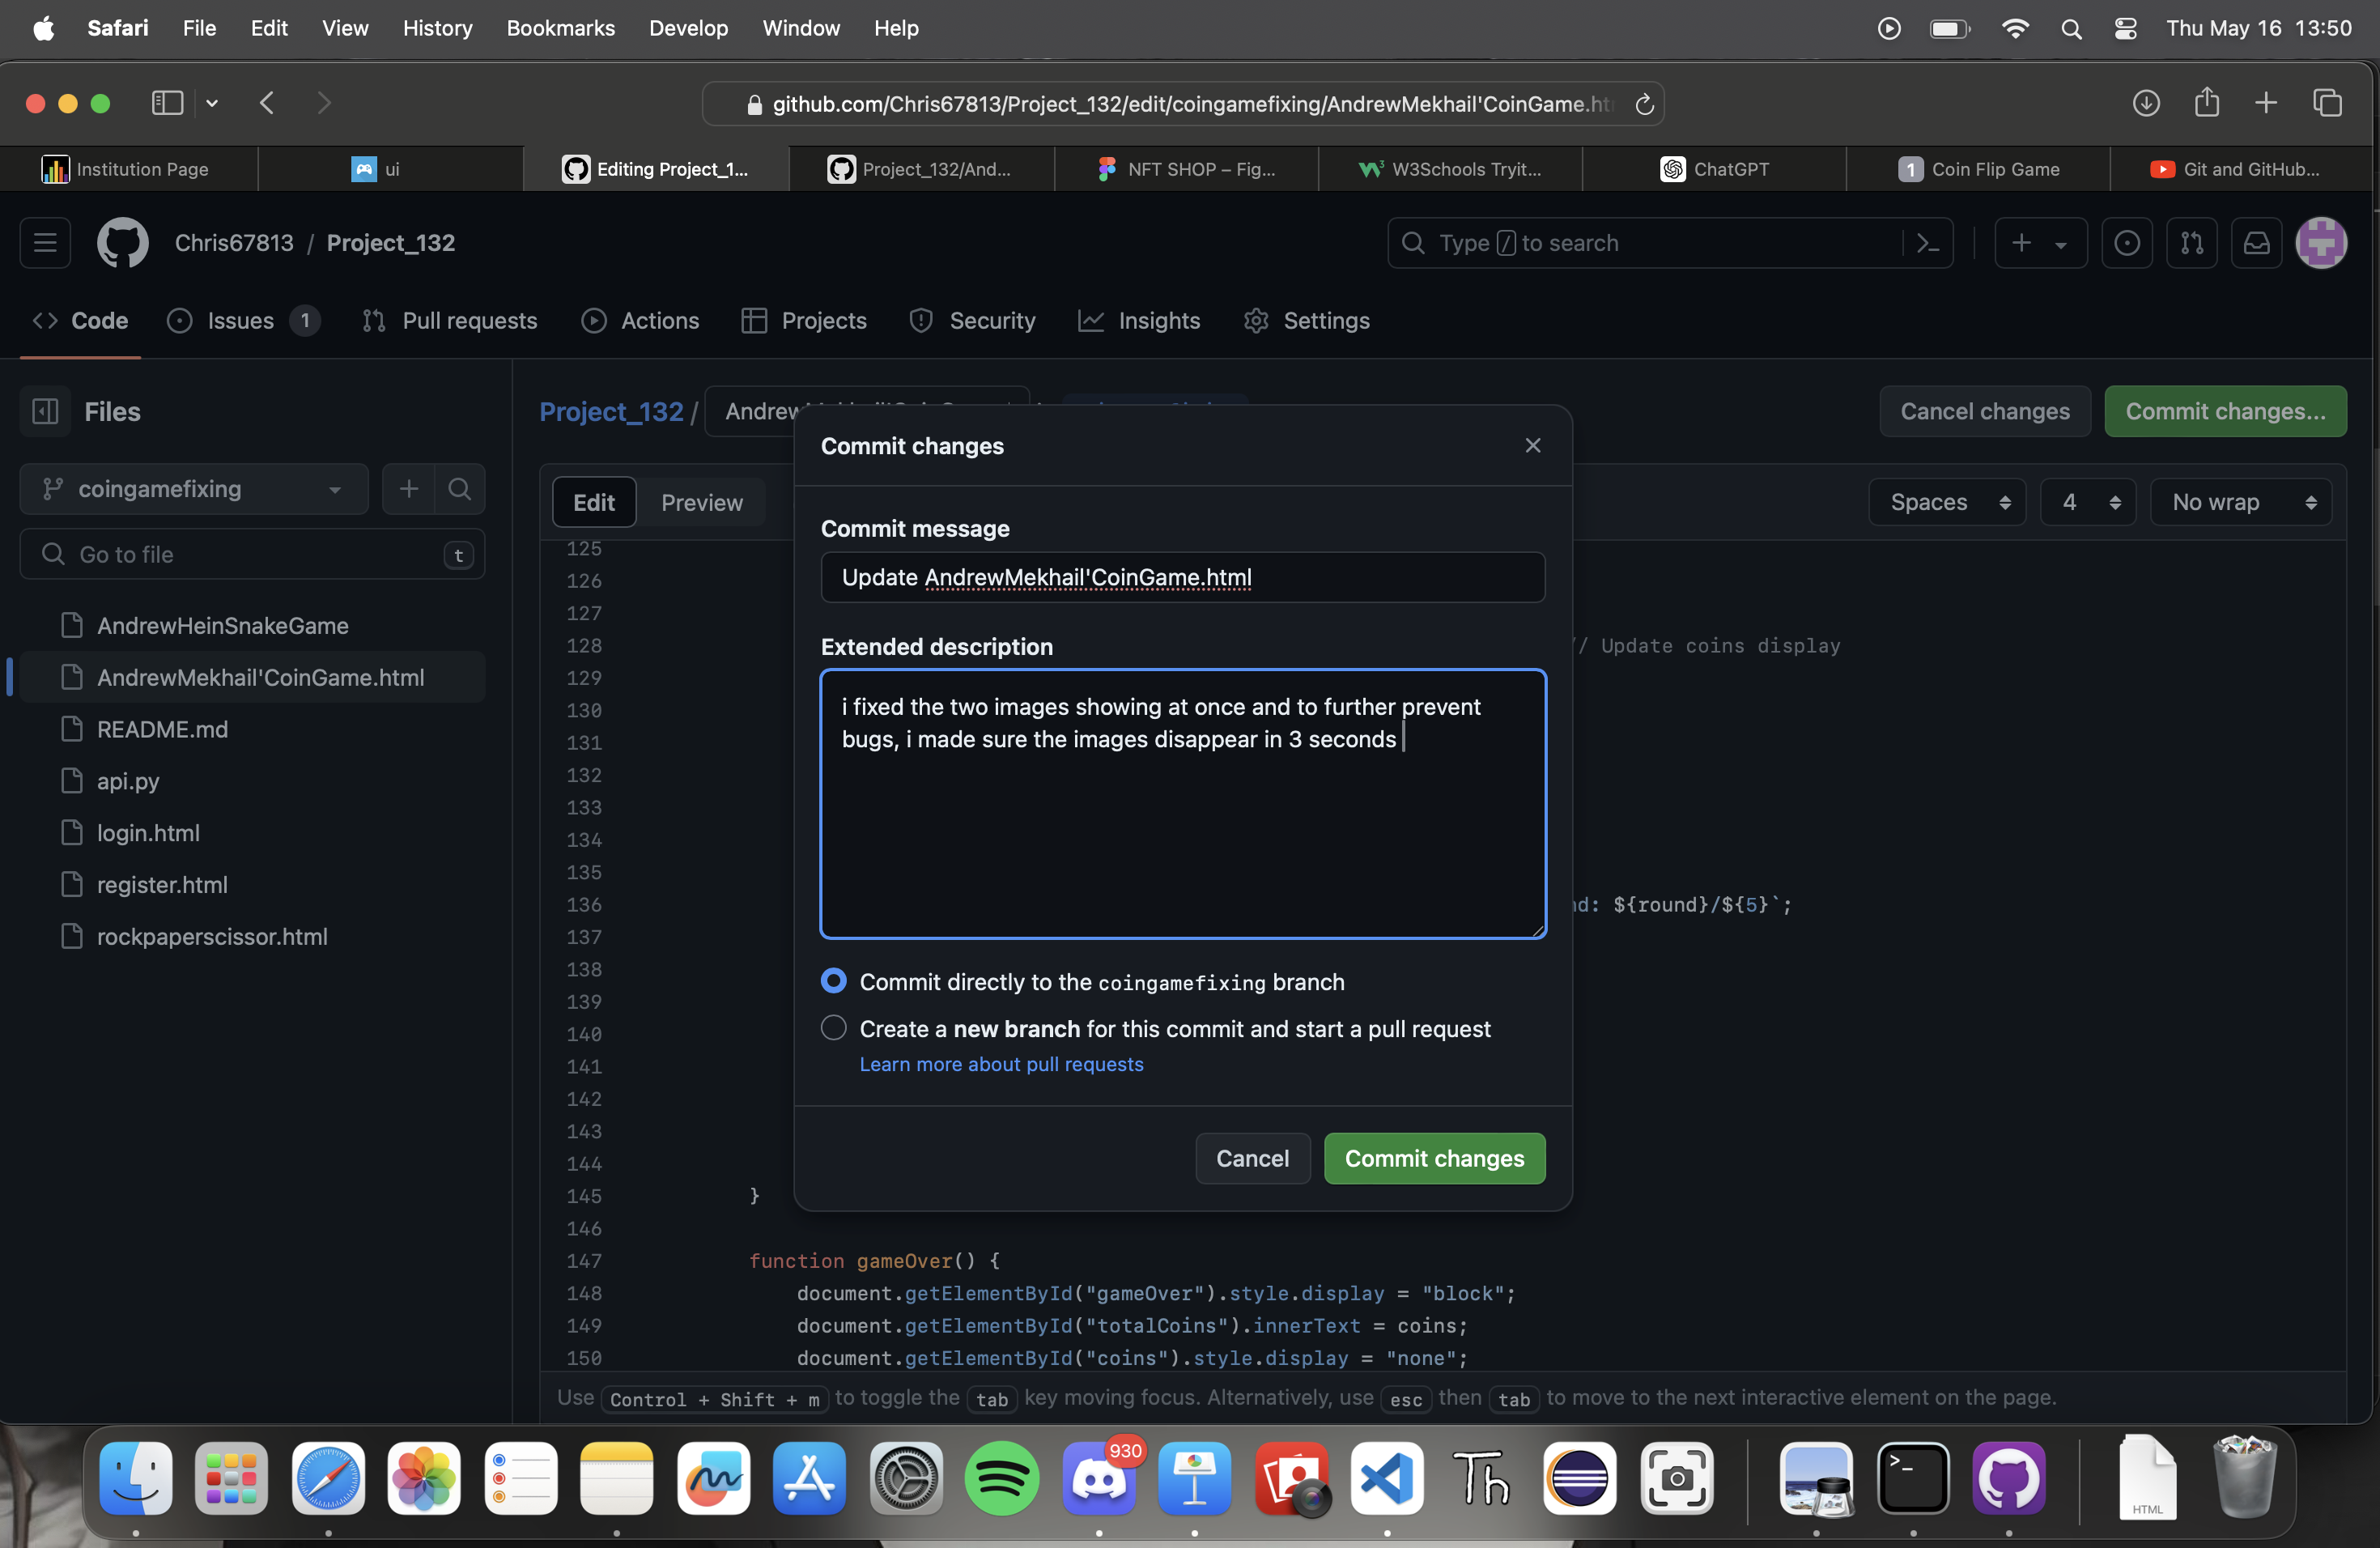 Safari File Edit View History Bookmarks Develop Window Help Thu May 16 13:50
github.com/Chris67813/Project_132/edit/coingamefixing/AndrewMekhail'CoinGame.ht
Institution Page ui Editing Project_1... Project_132/And... NFT SHOP – Fig... W3Schools Tryit... ChatGPT 1 Coin Flip Game Git and GitHub...
Chris67813 / Project_132 Type / to search
Code Issues 1 Pull requests Actions Projects Security Insights Settings
Files Project_132 / Cancel changes Commit changes...
Commit changes
coingamefixing Edit Preview Spaces 4 No wrap
Commit message
Go to file t
Update AndrewMekhail'CoinGame.html
Extended description
i fixed the two images showing at once and to further prevent
bugs, i made sure the images disappear in 3 seconds
Commit directly to the coingamefixing branch
Create a new branch for this commit and start a pull request
Learn more about pull requests
Cancel Commit changes
AndrewHeinSnakeGame
AndrewMekhail'CoinGame.html
README.md
api.py
login.html
register.html
rockpaperscissor.html
125
126
127
128 // Update coins display
129
130
131
132
133
134
135
136 nd: ${round}/${5}`;
137
138
139
140
141
142
143
144
145 }
146
147 function gameOver() {
148 document.getElementById("gameOver").style.display = "block";
149 document.getElementById("totalCoins").innerText = coins;
150 document.getElementById("coins").style.display = "none";
Use Control + Shift + m to toggle the tab key moving focus. Alternatively, use esc then tab to move to the next interactive element on the page.
930
Th
HTML